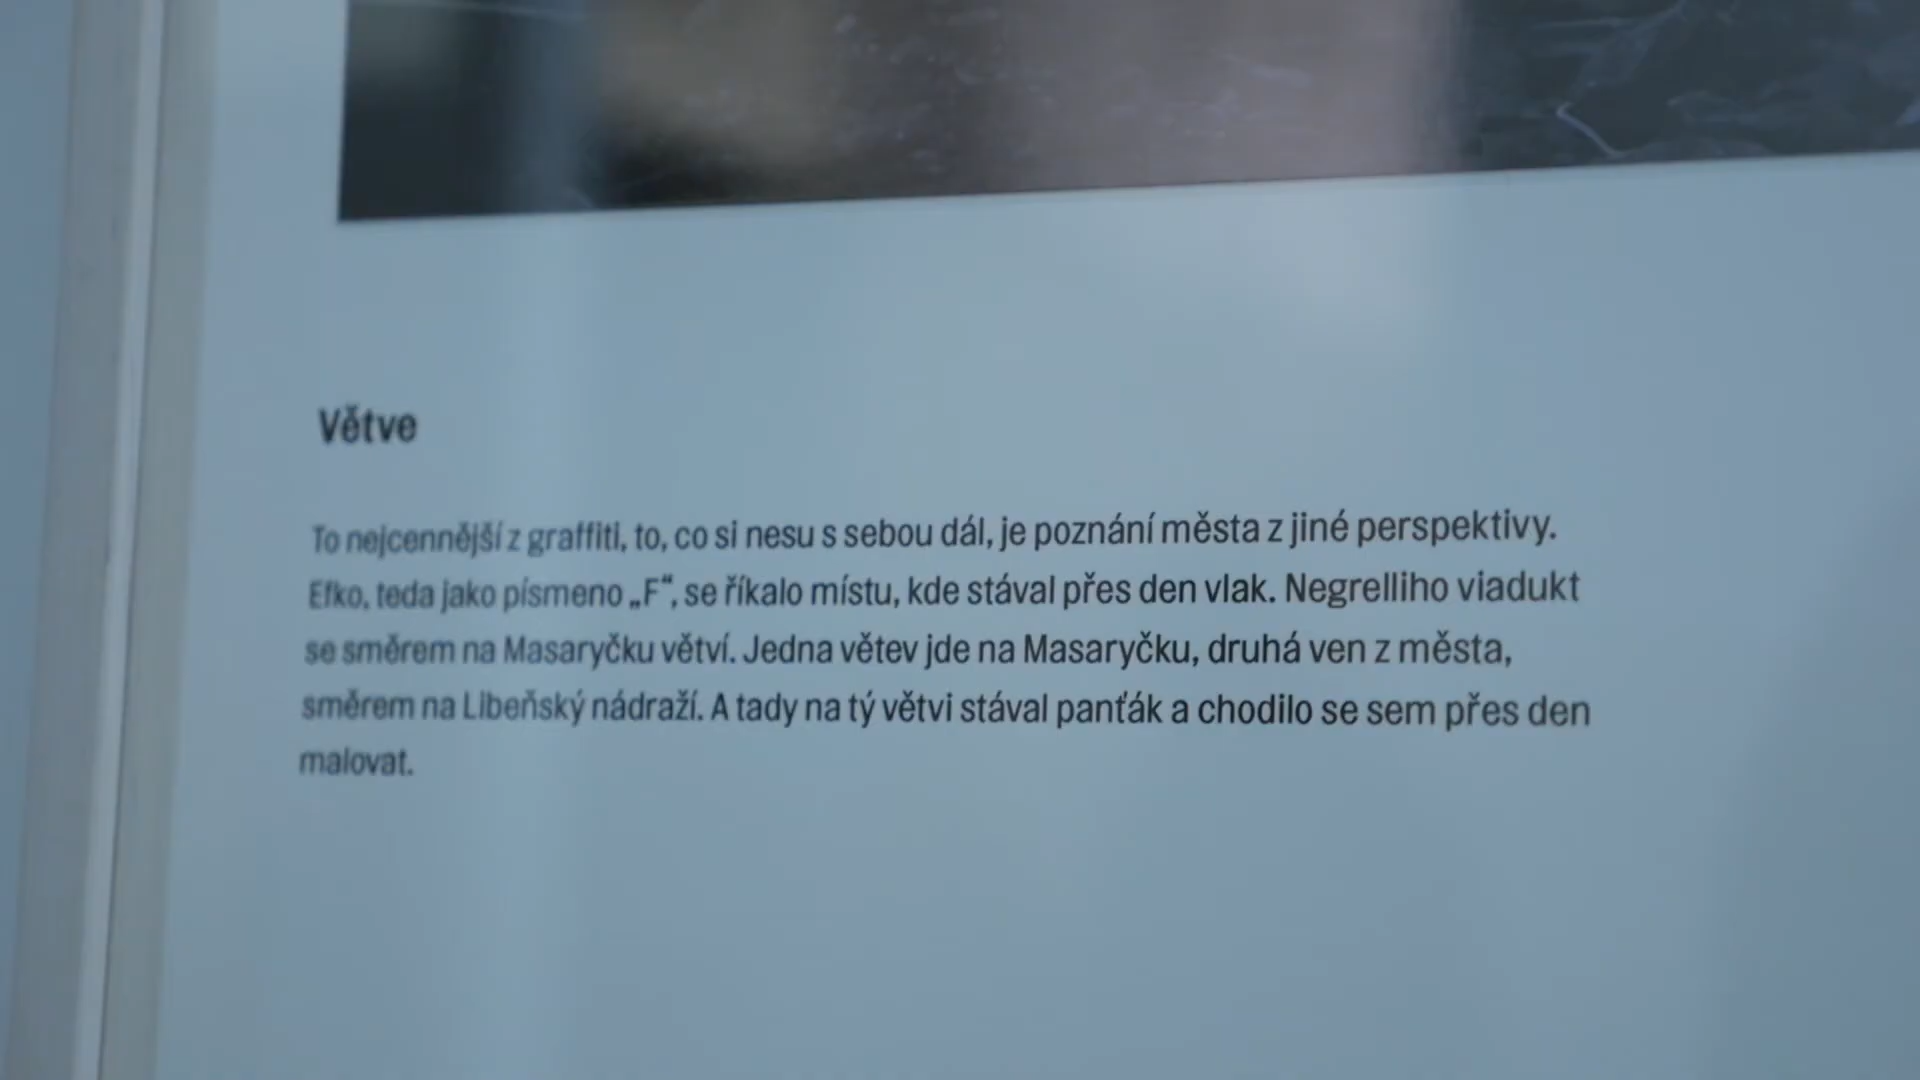 Větve
To nejcennější z graffiti, to, co si nesu s sebou dál, je poznání města z jiné perspektivy.
Efko, teda jako písmeno „F“, se říkalo místu, kde stával přes den vlak. Negrelliho viadukt
se směrem na Masaryčku větví. Jedna větev jde na Masaryčku, druhá ven z města,
směrem na Libeňský nádraží. A tady na tý větvi stával panťák a chodilo se sem přes den
malovat.